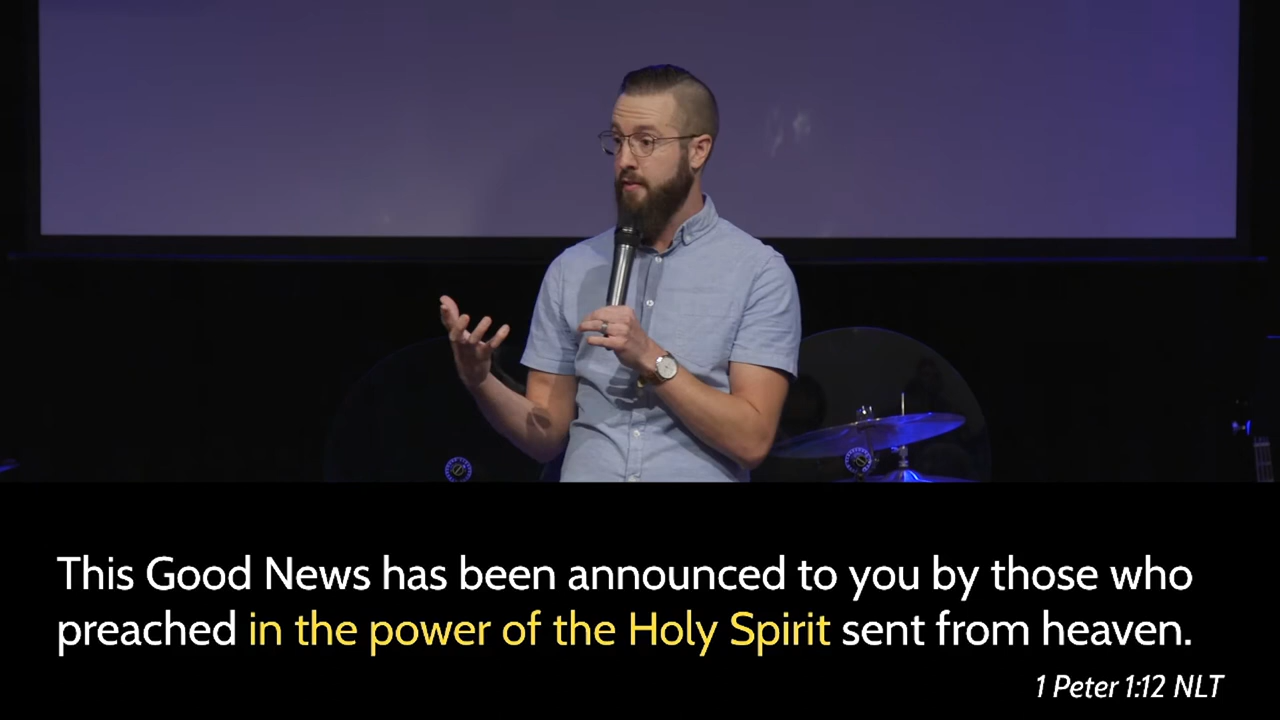 This Good News has been announced to you by those who
preached in the power of the Holy Spirit sent from heaven.
1 Peter 1:12 NLT